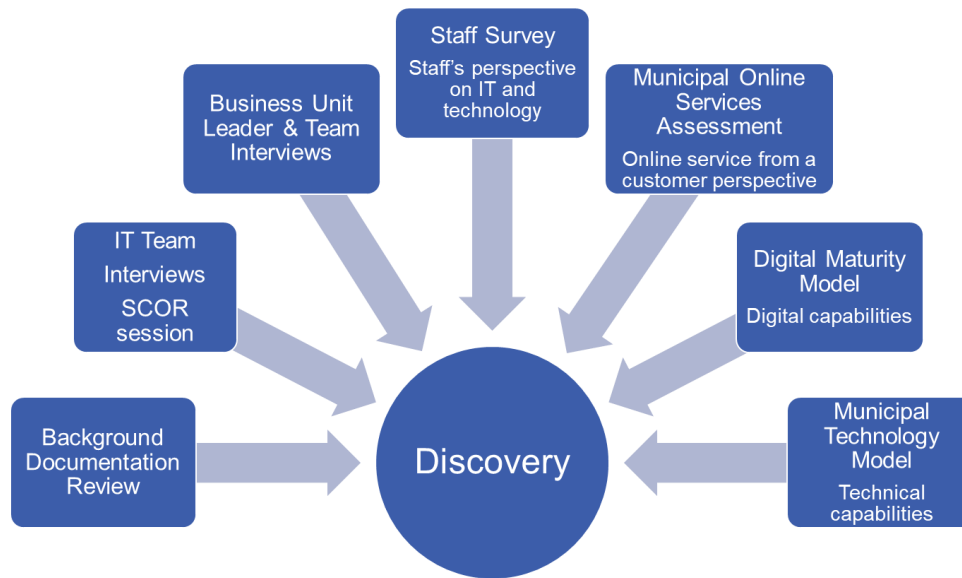 Staff Survey
Staff's perspective
on IT and
technology
Municipal Online
Services
Assessment
Online service from a
customer perspective
Business Unit
Leader & Team
Interviews
IT Team
Interviews
SCOR
session
Digital Maturity
Model
Digital capabilities
Background
Documentation
Review
Discovery
Municipal
Technology
Model
Technical
capabilities